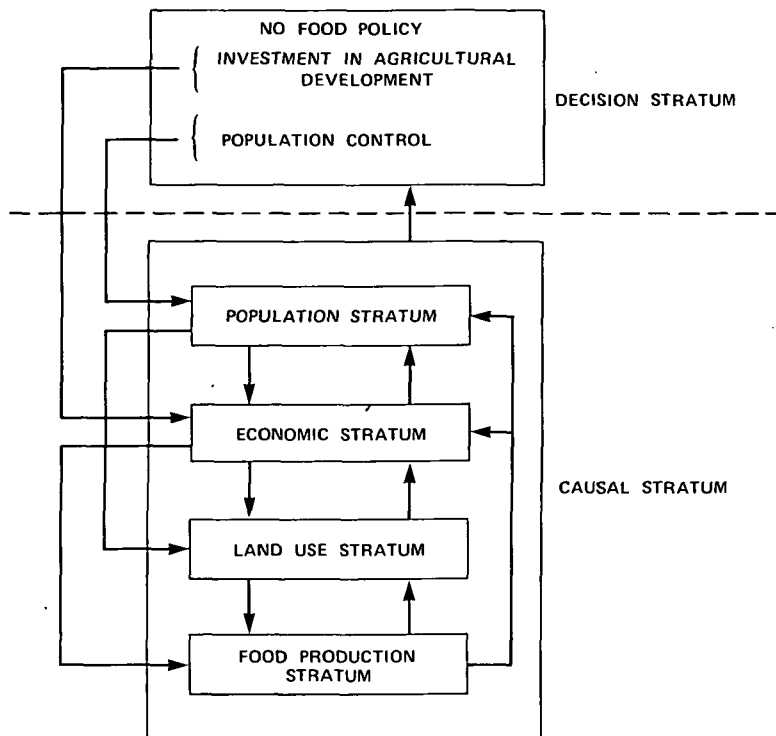 NO FOOD POLICY
INVESTMENT IN AGRICULTURAL
DEVELOPMENT
DECISION STRATUM
POPULATION CONTROL
POPULATION STRATUM
ECONOMIC STRATUM
CAUSAL STRATUM
LAND USE STRATUM
FOOD PRODUCTION
STRATUM